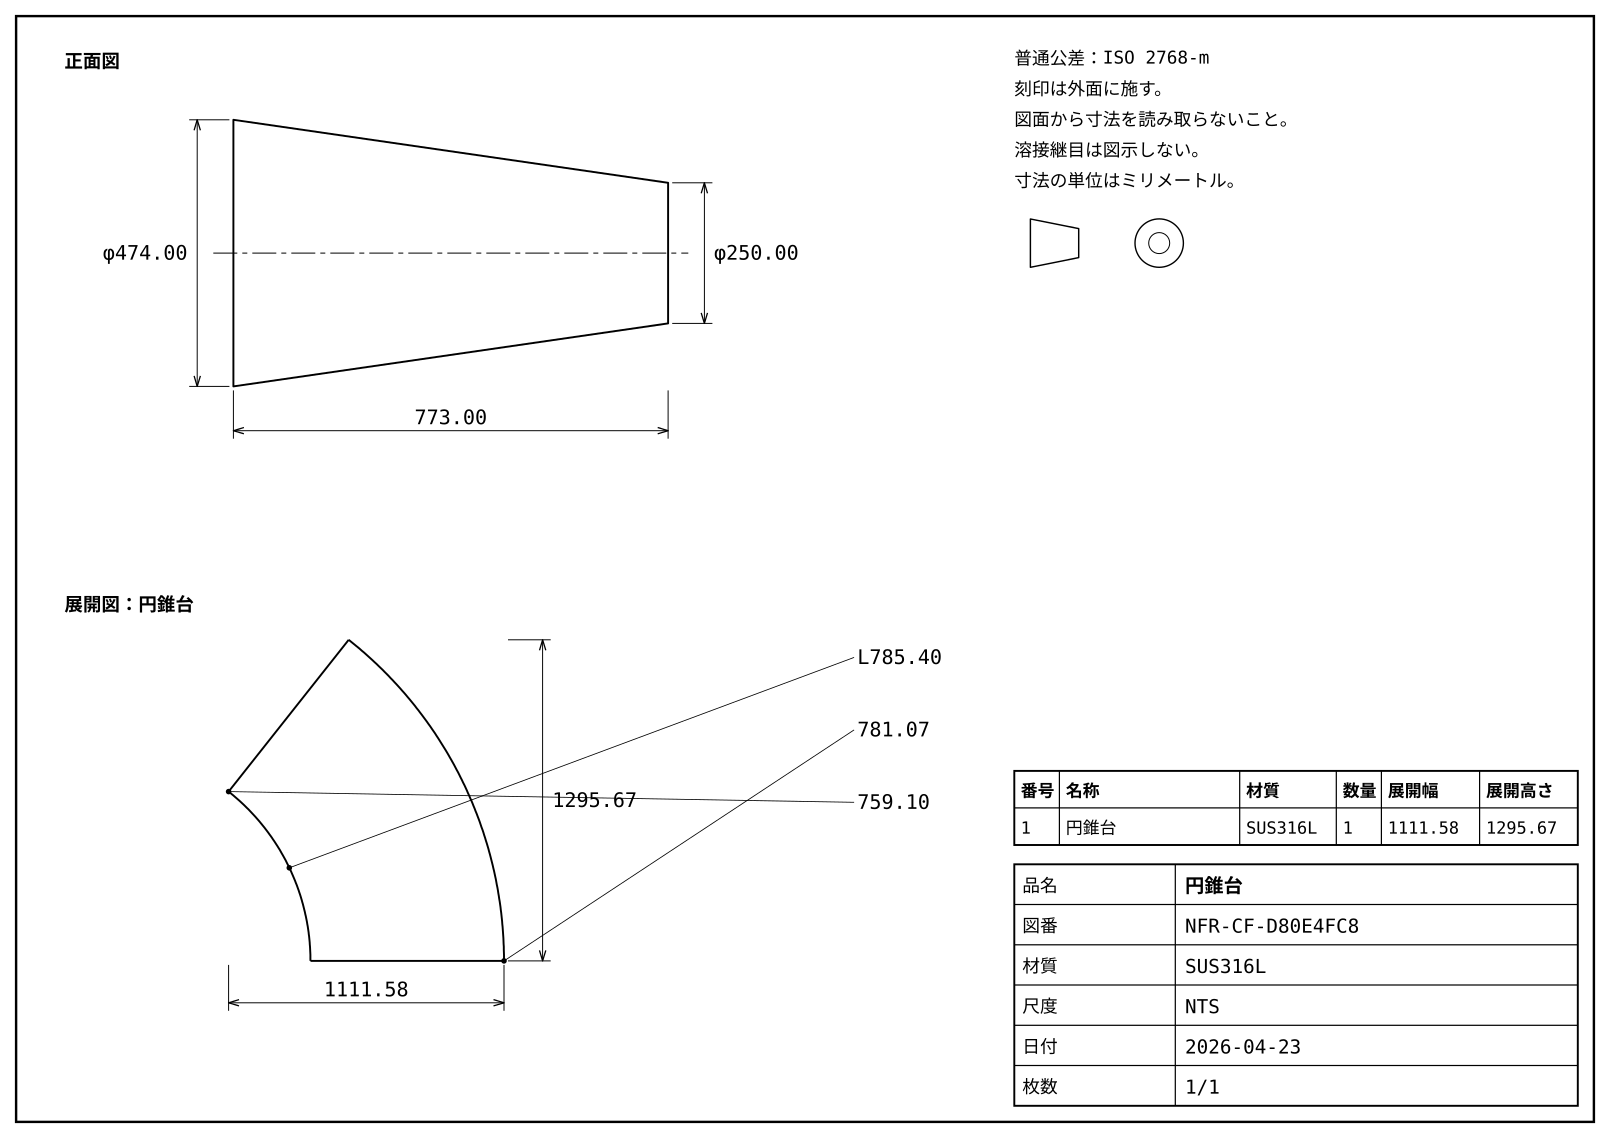 正面図
φ474.00
φ250.00
773.00
普通公差：ISO 2768-m
刻印は外面に施す。
図面から寸法を読み取らないこと。
溶接継目は図示しない。
寸法の単位はミリメートル。
展開図：円錐台
L785.40
781.07
759.10
1295.67
1111.58
番号 名称 材質 数量 展開幅 展開高さ
1 円錐台 SUS316L 1 1111.58 1295.67
品名 円錐台
図番 NFR-CF-D80E4FC8
材質 SUS316L
尺度 NTS
日付 2026-04-23
枚数 1/1